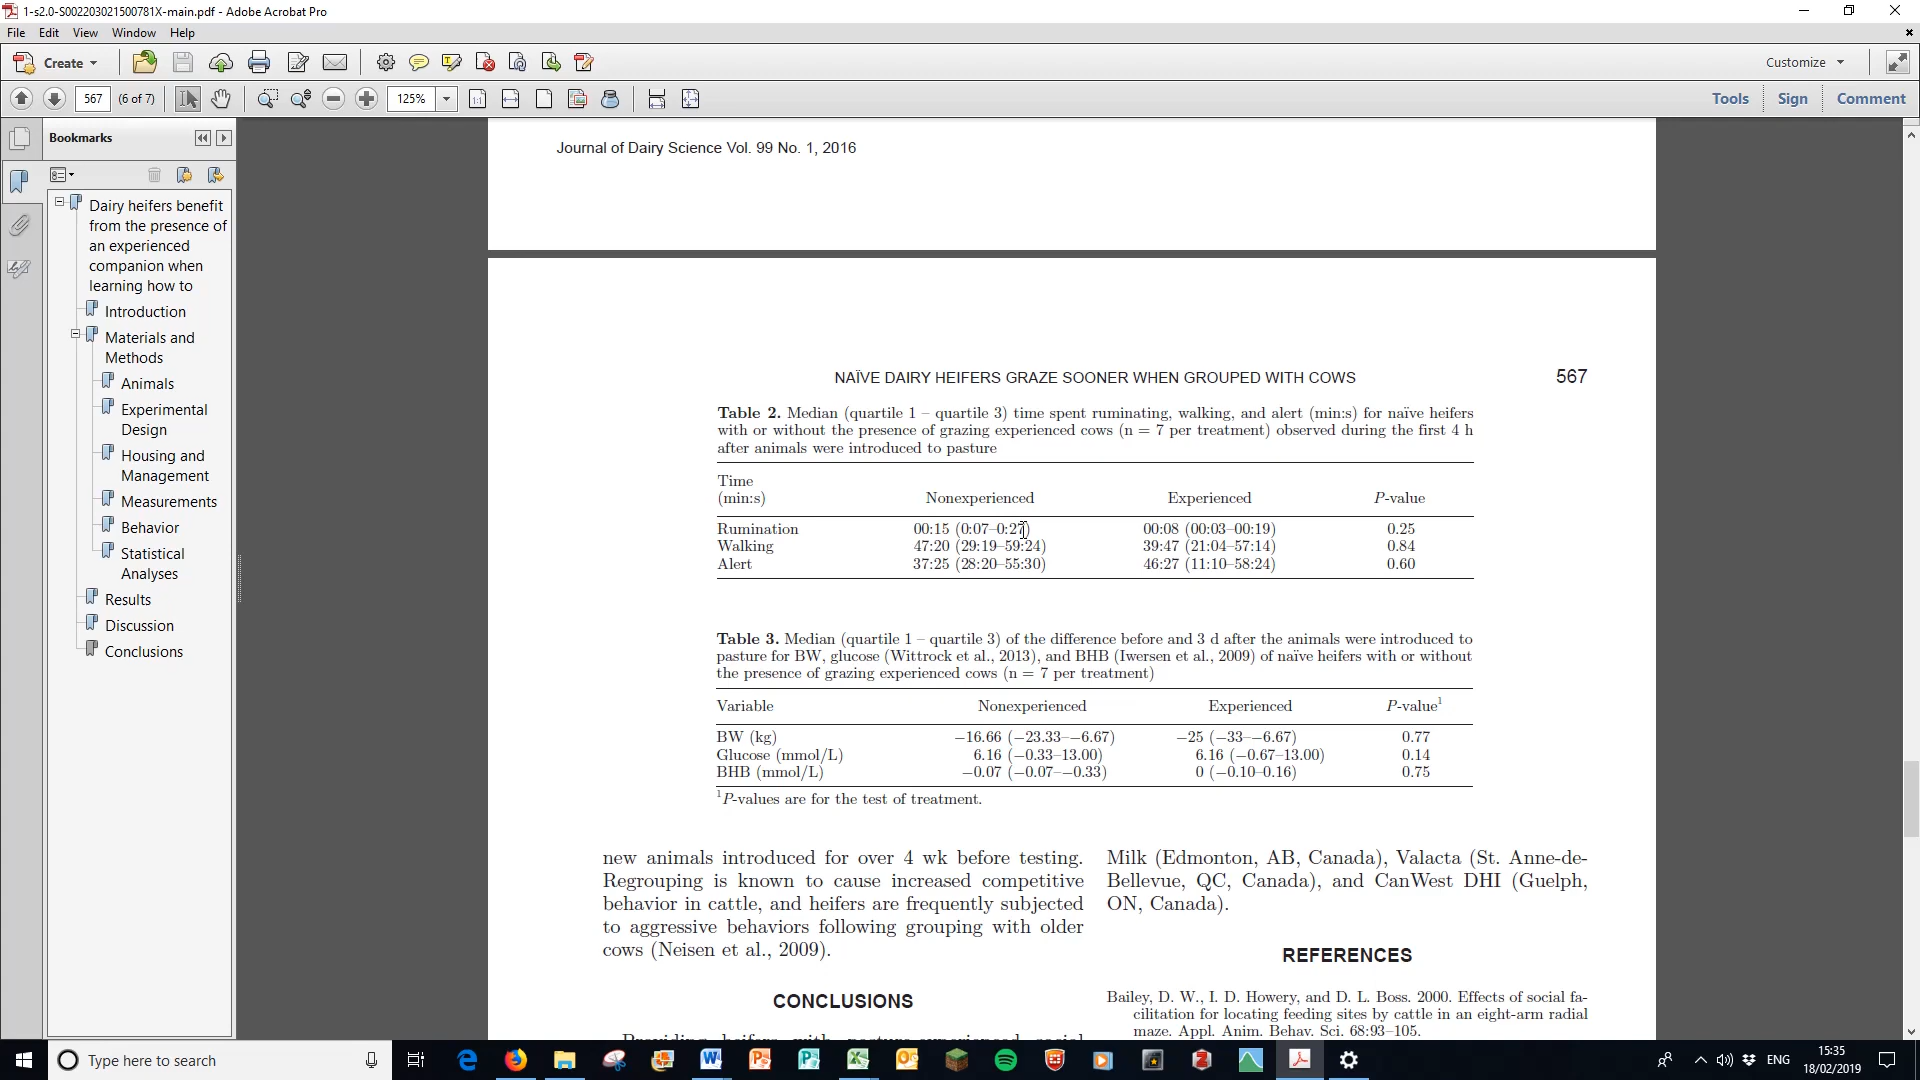 1-s2.0-S002203021500781X-main.pdf - Adobe Acrobat Pro
File Edit View Window Help
Create Customize
567 (6 of 7) 125% Tools Sign Comment
Bookmarks
Dairy heifers benefit
from the presence of
an experienced
companion when
learning how to
Introduction
Materials and
Methods
Animals
Experimental
Design
Housing and
Management
Measurements
Behavior
Statistical
Analyses
Results
Discussion
Conclusions
Journal of Dairy Science Vol. 99 No. 1, 2016
NAÏVE DAIRY HEIFERS GRAZE SOONER WHEN GROUPED WITH COWS 567
Table 2. Median (quartile 1 – quartile 3) time spent ruminating, walking, and alert (min:s) for naïve heifers
with or without the presence of grazing experienced cows (n = 7 per treatment) observed during the first 4 h
after animals were introduced to pasture
Time
(min:s) Nonexperienced Experienced P-value
Rumination 00:15 (0:07–0:27) 00:08 (00:03–00:19) 0.25
Walking 47:20 (29:19–59:24) 39:47 (21:04–57:14) 0.84
Alert 37:25 (28:20–55:30) 46:27 (11:10–58:24) 0.60
Table 3. Median (quartile 1 – quartile 3) of the difference before and 3 d after the animals were introduced to
pasture for BW, glucose (Wittrock et al., 2013), and BHB (Iwersen et al., 2009) of naïve heifers with or without
the presence of grazing experienced cows (n = 7 per treatment)
Variable Nonexperienced Experienced P-value1
BW (kg) −16.66 (−23.33–−6.67) −25 (−33–−6.67) 0.77
Glucose (mmol/L) 6.16 (−0.33–13.00) 6.16 (−0.67–13.00) 0.14
BHB (mmol/L) −0.07 (−0.07–−0.33) 0 (−0.10–0.16) 0.75
1P-values are for the test of treatment.
new animals introduced for over 4 wk before testing.
Regrouping is known to cause increased competitive
behavior in cattle, and heifers are frequently subjected
to aggressive behaviors following grouping with older
cows (Neisen et al., 2009).
CONCLUSIONS
Providing heifers with pasture-experienced social
Milk (Edmonton, AB, Canada), Valacta (St. Anne-de-
Bellevue, QC, Canada), and CanWest DHI (Guelph,
ON, Canada).
REFERENCES
Bailey, D. W., I. D. Howery, and D. L. Boss. 2000. Effects of social fa-
cilitation for locating feeding sites by cattle in an eight-arm radial
maze. Appl. Anim. Behav. Sci. 68:93–105.
Type here to search
ENG
15:35
18/02/2019